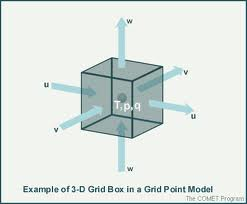 w
v
u
T,p,q
v
u
w
Example of 3-D Grid Box in a Grid Point Model
The COMET Program